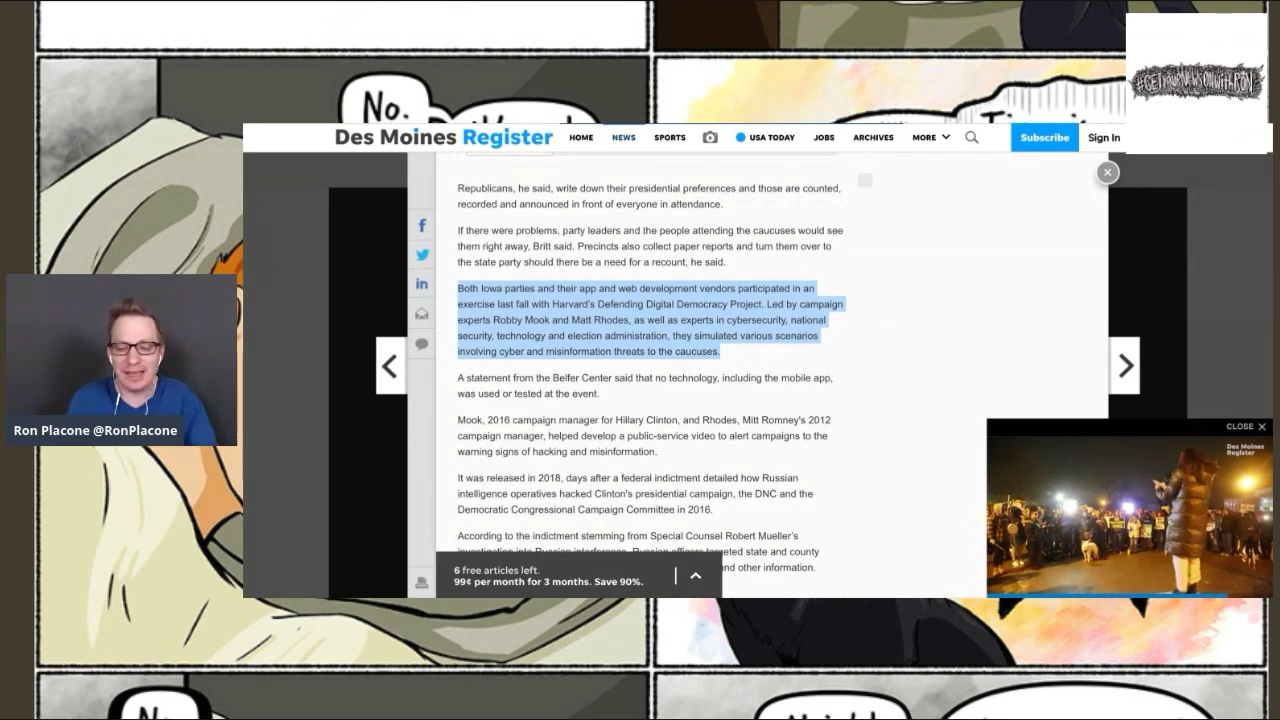 No.
#GETYOURNEWSONWITHRON
Des Moines Register
HOME NEWS SPORTS USA TODAY JOBS ARCHIVES MORE Subscribe Sign In
Republicans, he said, write down their presidential preferences and those are counted,
recorded and announced in front of everyone in attendance.
If there were problems, party leaders and the people attending the caucuses would see
them right away, Britt said. Precincts also collect paper reports and turn them over to
the state party should there be a need for a recount, he said.
Both Iowa parties and their app and web development vendors participated in an
exercise last fall with Harvard's Defending Digital Democracy Project. Led by campaign
experts Robby Mook and Matt Rhodes, as well as experts in cybersecurity, national
security, technology and election administration, they simulated various scenarios
involving cyber and misinformation threats to the caucuses.
A statement from the Belfer Center said that no technology, including the mobile app,
was used or tested at the event.
Mook, 2016 campaign manager for Hillary Clinton, and Rhodes, Mitt Romney's 2012
campaign manager, helped develop a public-service video to alert campaigns to the
warning signs of hacking and misinformation.
It was released in 2018, days after a federal indictment detailed how Russian
intelligence operatives hacked Clinton's presidential campaign, the DNC and the
Democratic Congressional Campaign Committee in 2016.
According to the indictment stemming from Special Counsel Robert Mueller's
investigation into Russian interference, Russian officers targeted state and county
and other information.
6 free articles left.
99¢ per month for 3 months. Save 90%.
Ron Placone @RonPlacone
CLOSE X
Des Moines
Register